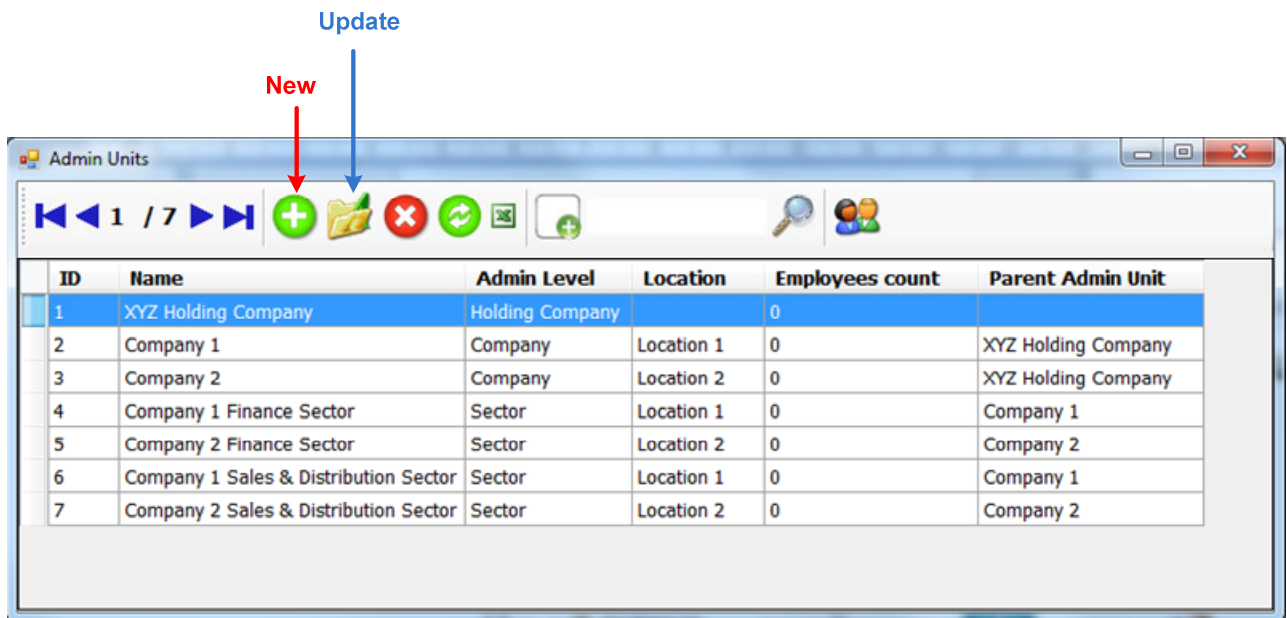 Update
New
Admin Units
1 / 7
ID Name Admin Level Location Employees count Parent Admin Unit
1 XYZ Holding Company Holding Company 0
2 Company 1 Company Location 1 0 XYZ Holding Company
3 Company 2 Company Location 2 0 XYZ Holding Company
4 Company 1 Finance Sector Sector Location 1 0 Company 1
5 Company 2 Finance Sector Sector Location 2 0 Company 2
6 Company 1 Sales & Distribution Sector Sector Location 1 0 Company 1
7 Company 2 Sales & Distribution Sector Sector Location 2 0 Company 2